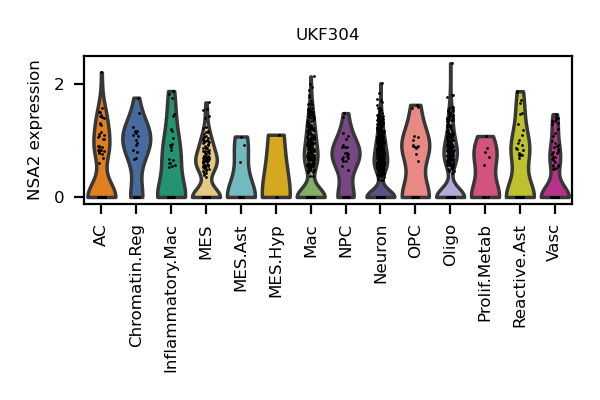 UKF304
NSA2 expression
2
0
AC
Chromatin.Reg
Inflammatory.Mac
MES
MES.Ast
MES.Hyp
Mac
NPC
Neuron
OPC
Oligo
Prolif.Metab
Reactive.Ast
Vasc